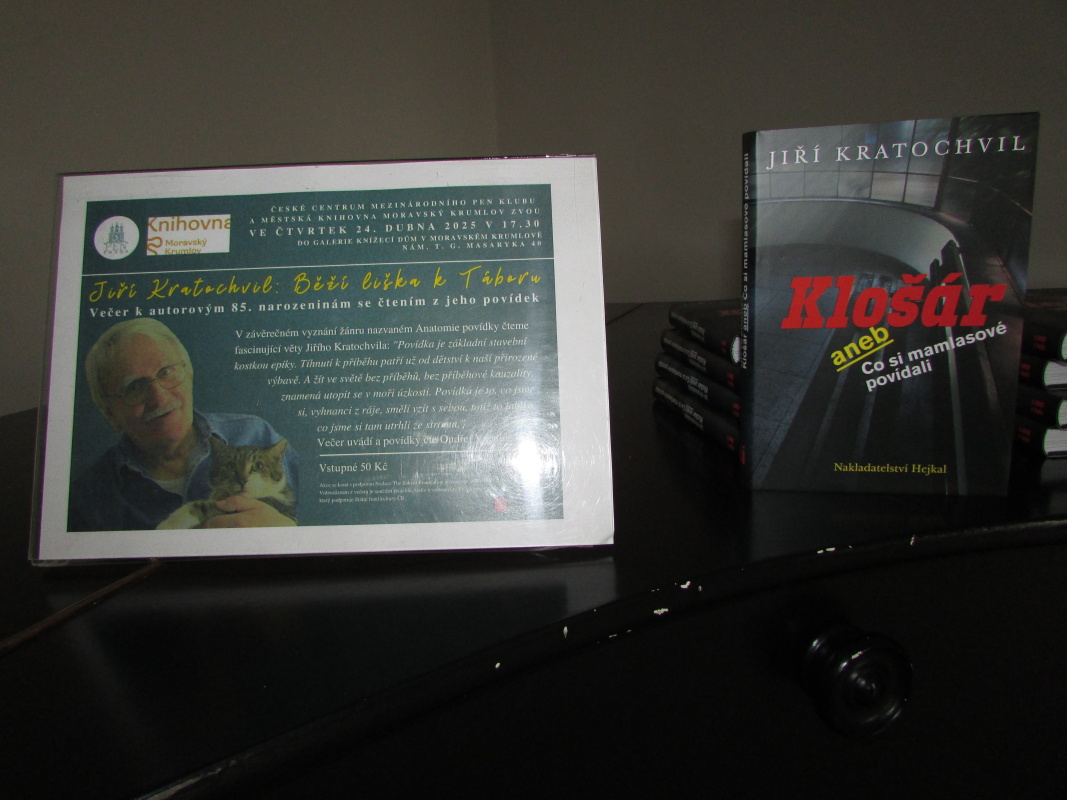 ČESKÉ CENTRUM MEZINÁRODNÍHO PEN KLUBU
A MĚSTSKÁ KNIHOVNA MORAVSKÝ KRUMLOV ZVOU
VE ČTVRTEK 24. DUBNA 2025 V 17.30
DO GALERIE KNÍŽECÍ DŮM V MORAVSKÉM KRUMLOVĚ
NÁM. T. G. MASARYKA 40
Knihovna
Moravský
Krumlov
Jiří Kratochvil: Běží liška k Táboru
Večer k autorovým 85. narozeninám se čtením z jeho povídek
V závěrečném vyznání žánru nazvaném Anatomie povídky čteme
fascinující věty Jiřího Kratochvila: "Povídka je základní stavební
kostkou epiky. Tíhnutí k příběhu patří už od dětství k naší přirozené
výbavě. A žít ve světě bez příběhů, bez příběhové kauzality,
znamená utopit se v moři úzkosti. Povídka je to, co jsme
si, vyhnanci z ráje, směli vzít s sebou, totiž to jablko,
co jsme si tam utrhli ze stromu."
Večer uvádí a povídky čte Ondřej
Vstupné 50 Kč
JIŘÍ KRATOCHVIL
Klošár
aneb
Co si mamlasové
povídali
Nakladatelství Hejkal
Klošár aneb Co si mamlasové povídali